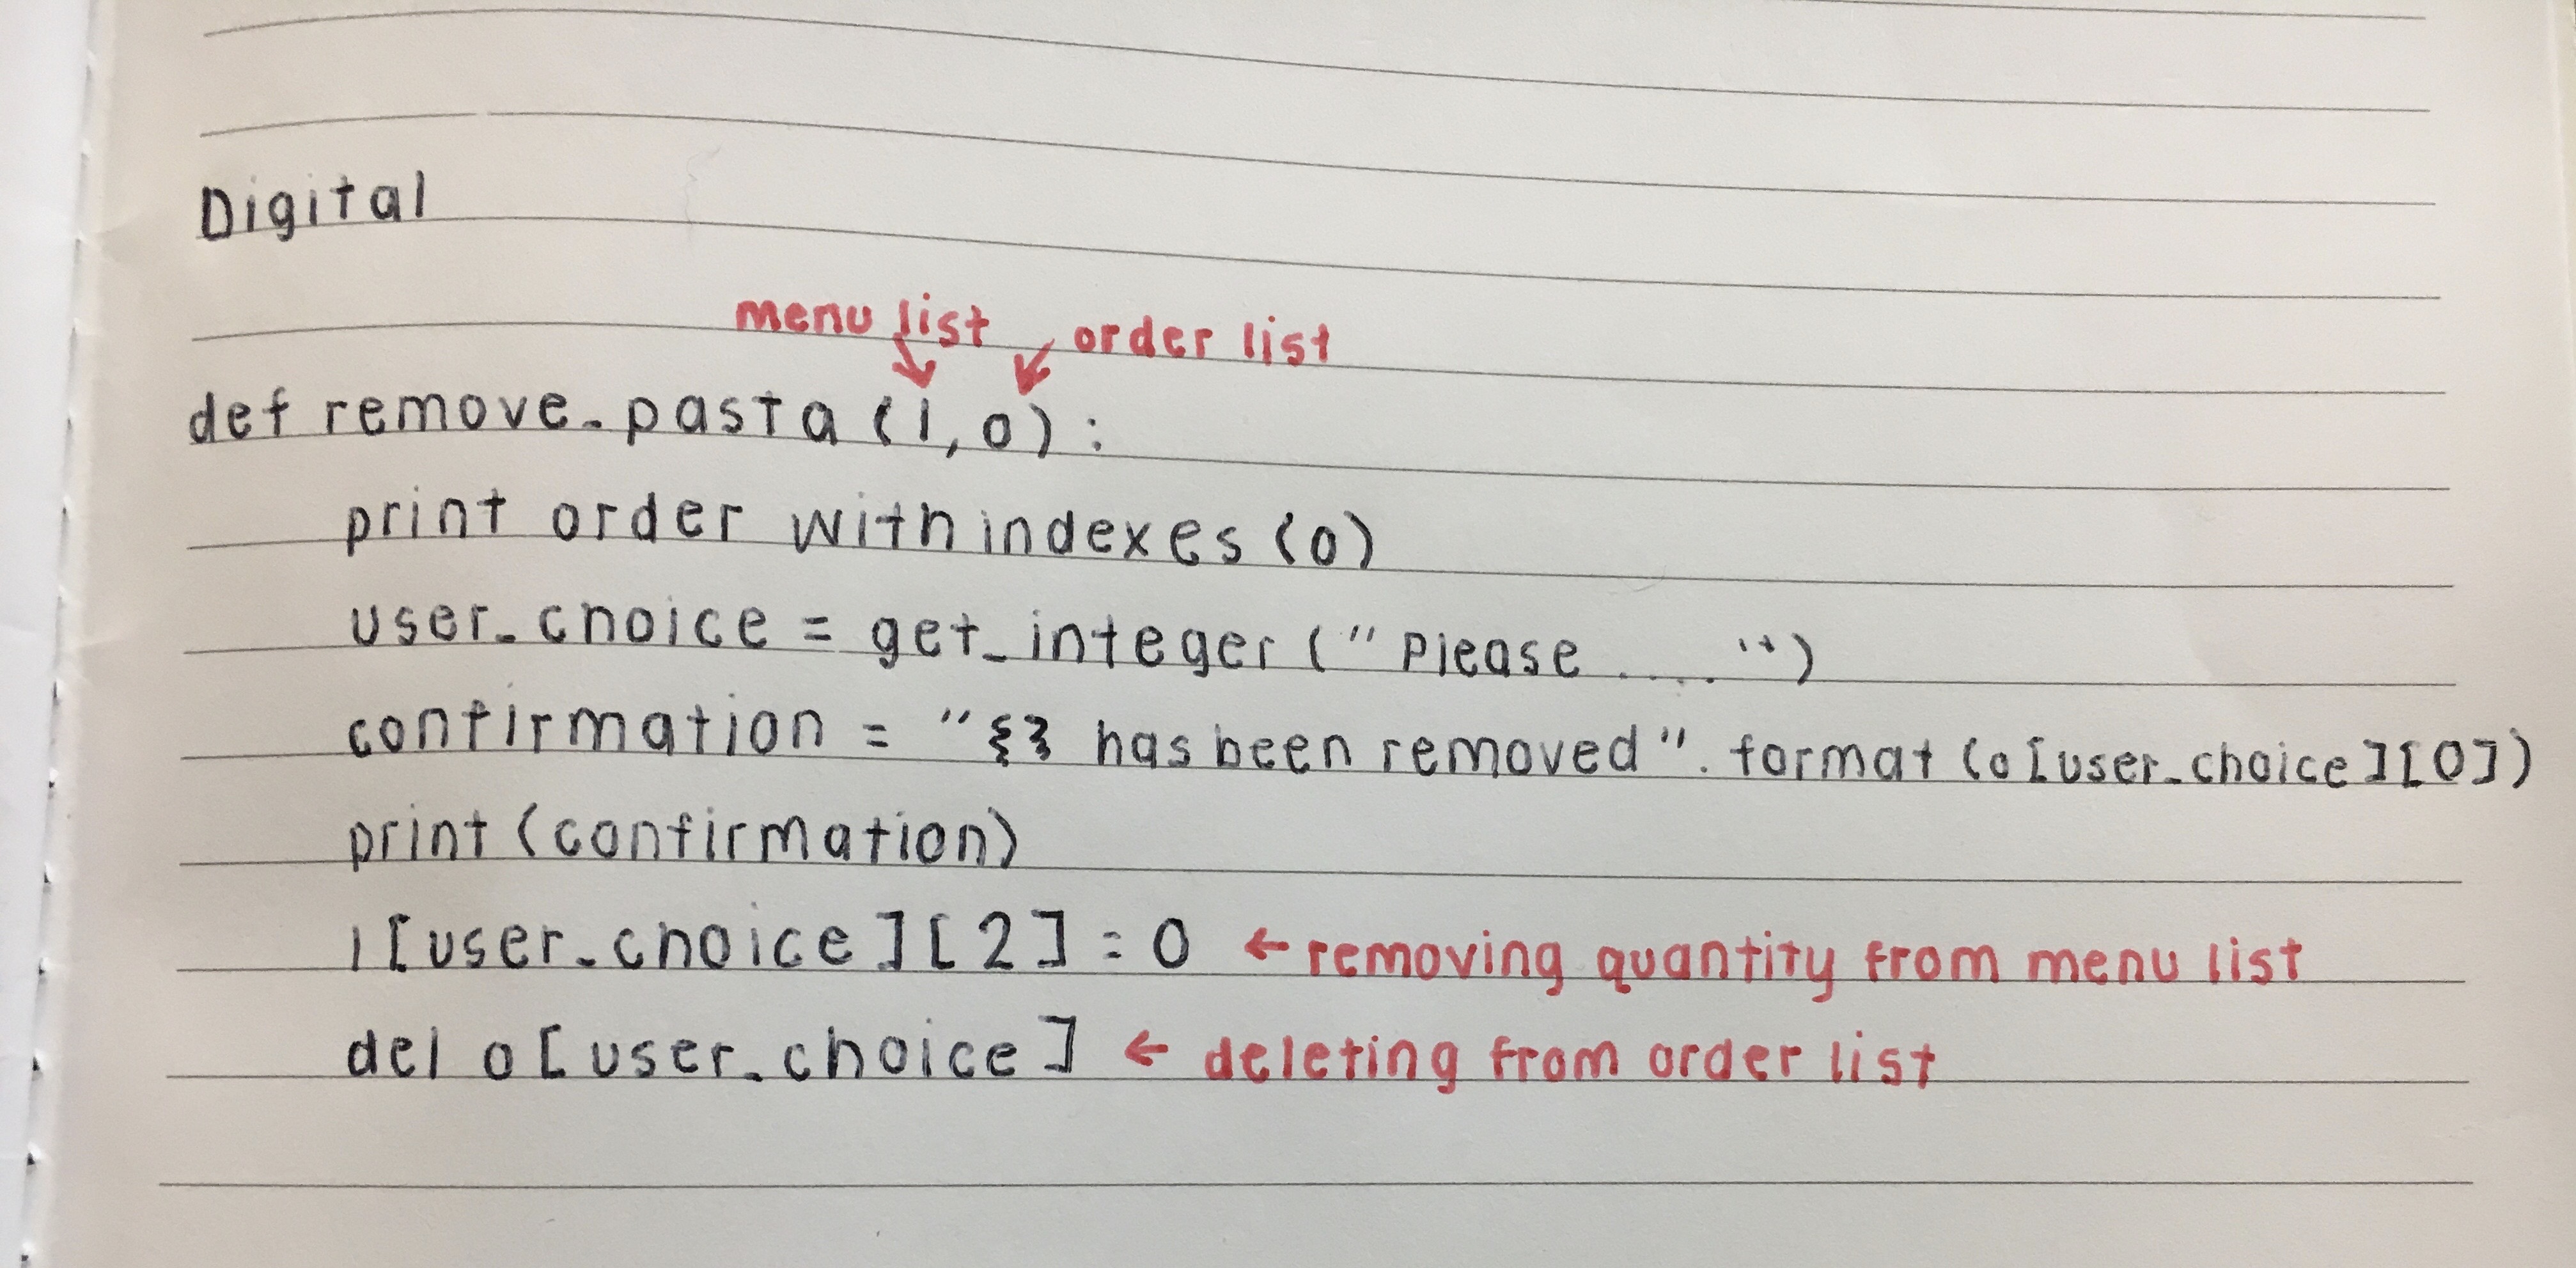 Digital
menu list order list
def remove_pasta (l, o) :
print order with indexes (o)
user_choice = get_integer ("Please ..... ")
confirmation = "{} has been removed". format (o[user_choice][0])
print (confirmation)
l[user_choice][2] = 0 ← removing quantity from menu list
del o[user_choice] ← deleting from order list